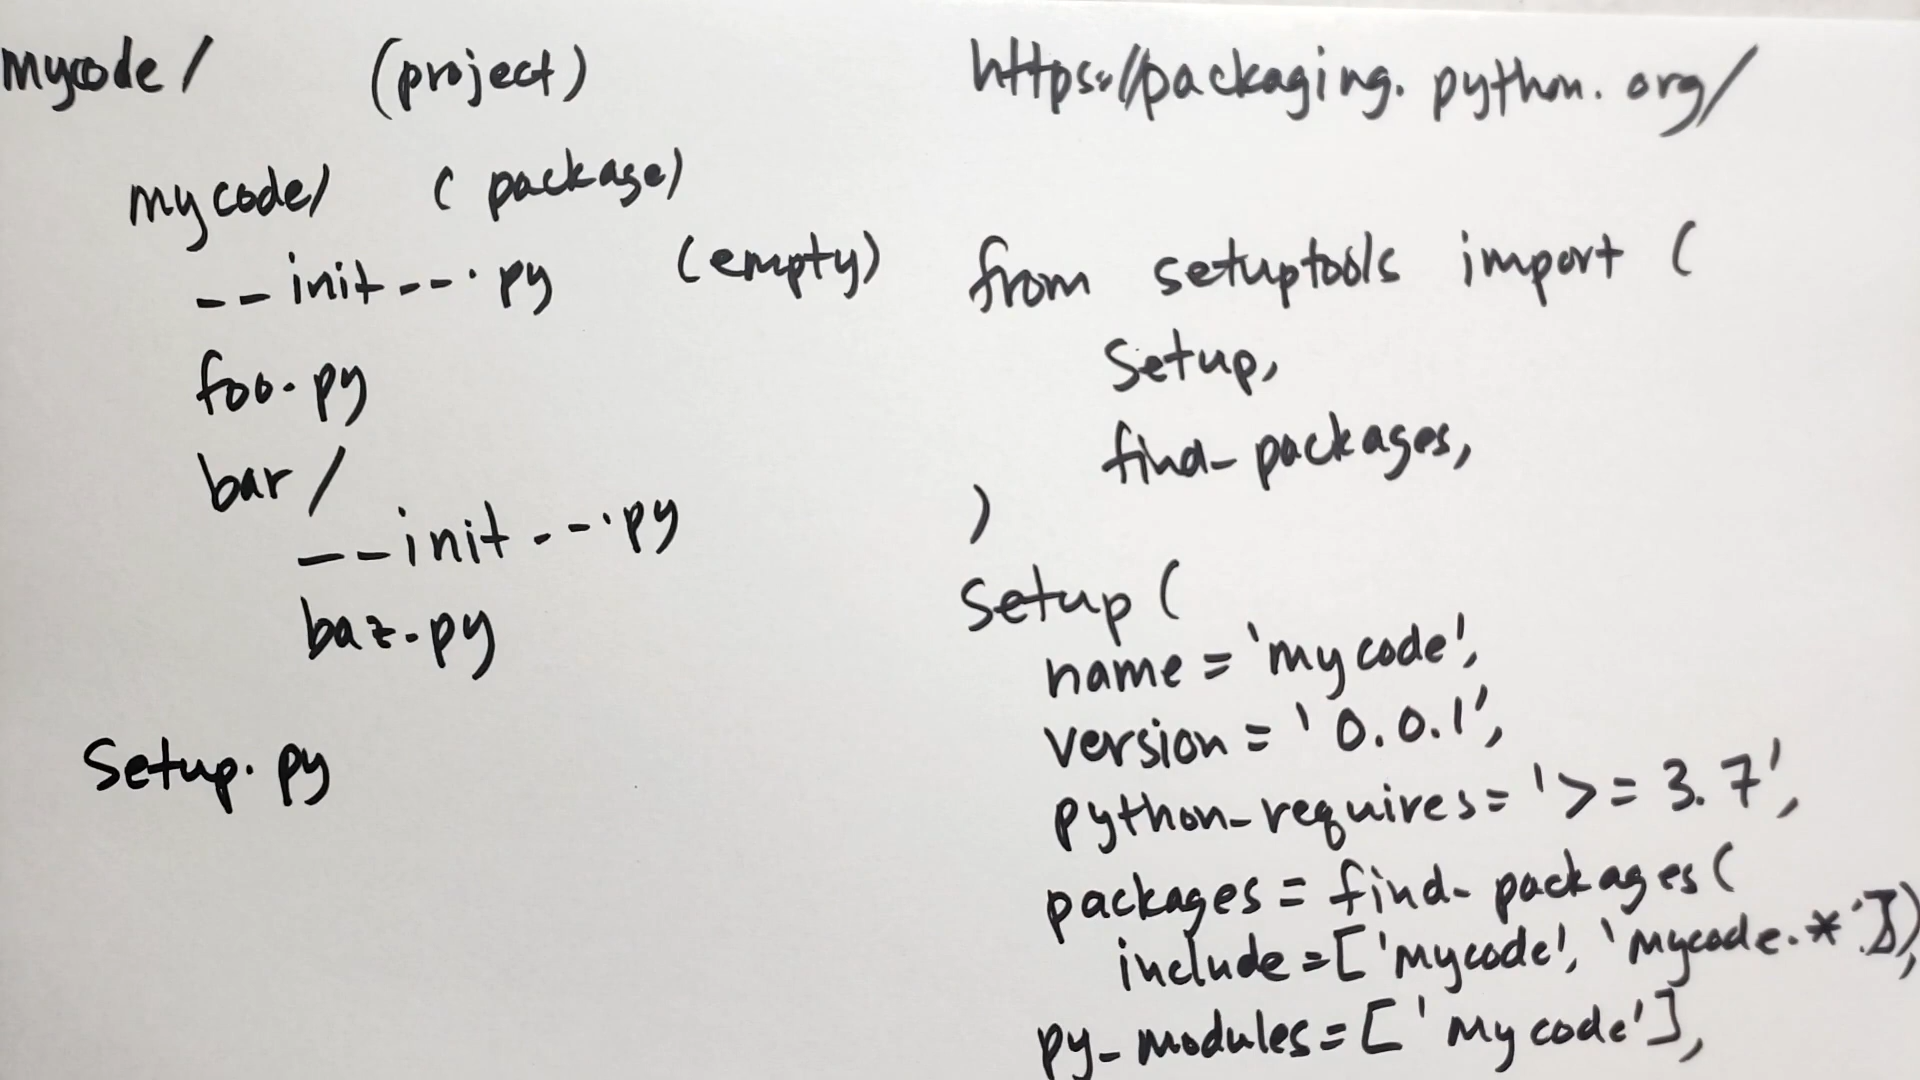 mycode/ (project)
mycode/ (package)
__init__.py (empty)
foo.py
bar/
__init__.py
baz.py
Setup.py
https://packaging.python.org/
from setuptools import (
Setup,
find_packages,
)
Setup (
name = 'mycode',
version = '0.0.1',
python_requires = '>= 3.7',
packages = find_packages(
include = ['mycode', 'mycode.*']),
py_modules = ['mycode'],